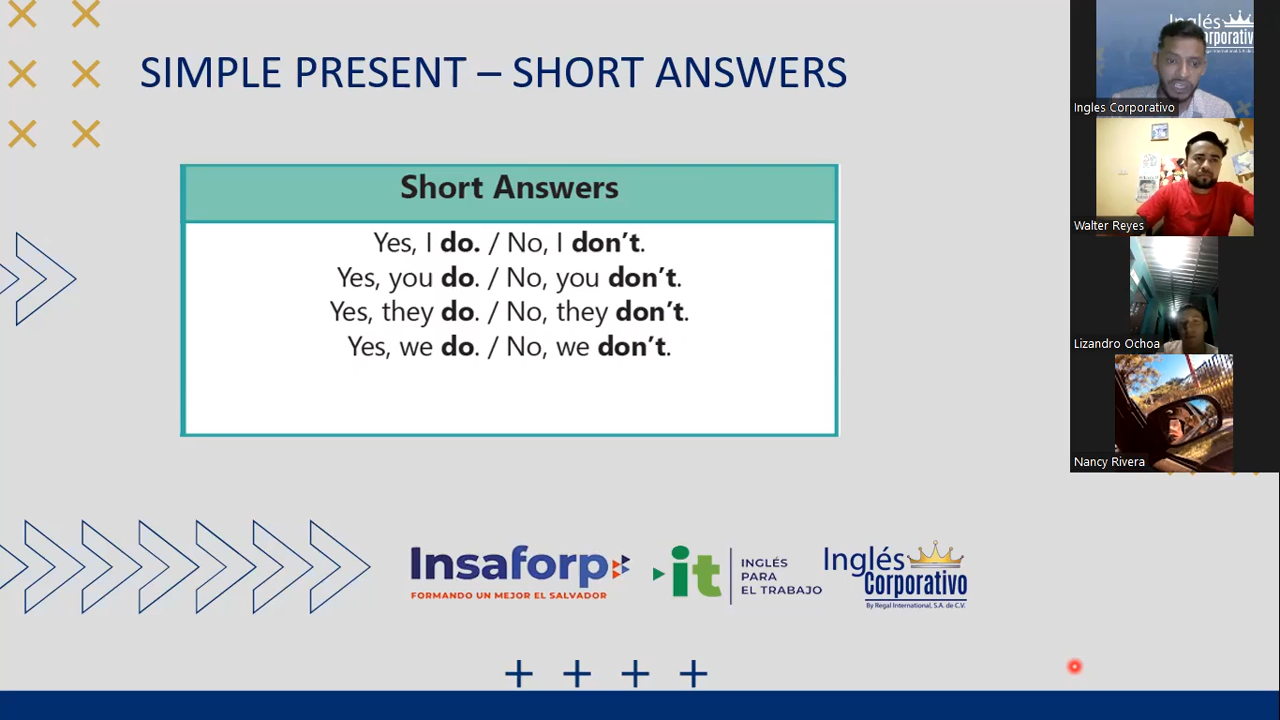 SIMPLE PRESENT – SHORT ANSWERS
Short Answers
Yes, I do. / No, I don't.
Yes, you do. / No, you don't.
Yes, they do. / No, they don't.
Yes, we do. / No, we don't.
Insaforp
FORMANDO UN MEJOR EL SALVADOR
it
INGLÉS
PARA
EL TRABAJO
Inglés
Corporativo
By Regal International, S.A. de C.V.
Inglés
Corporativo
Ingles Corporativo
Walter Reyes
Lizandro Ochoa
Nancy Rivera